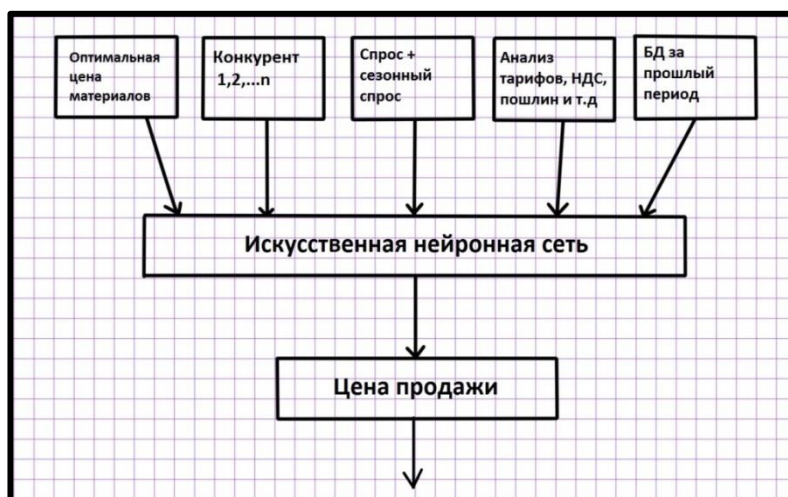 Оптимальная
цена
материалов
Конкурент
1,2,...n
Спрос +
сезонный
спрос
Анализ
тарифов, НДС,
пошлин и т.д
БД за
прошлый
период
Искусственная нейронная сеть
Цена продажи